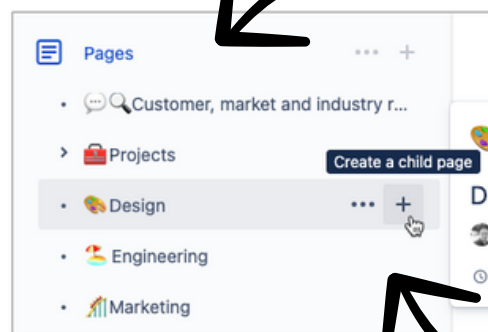 Pages
Customer, market and industry r...
Projects
Create a child page
Design
D
Engineering
Marketing